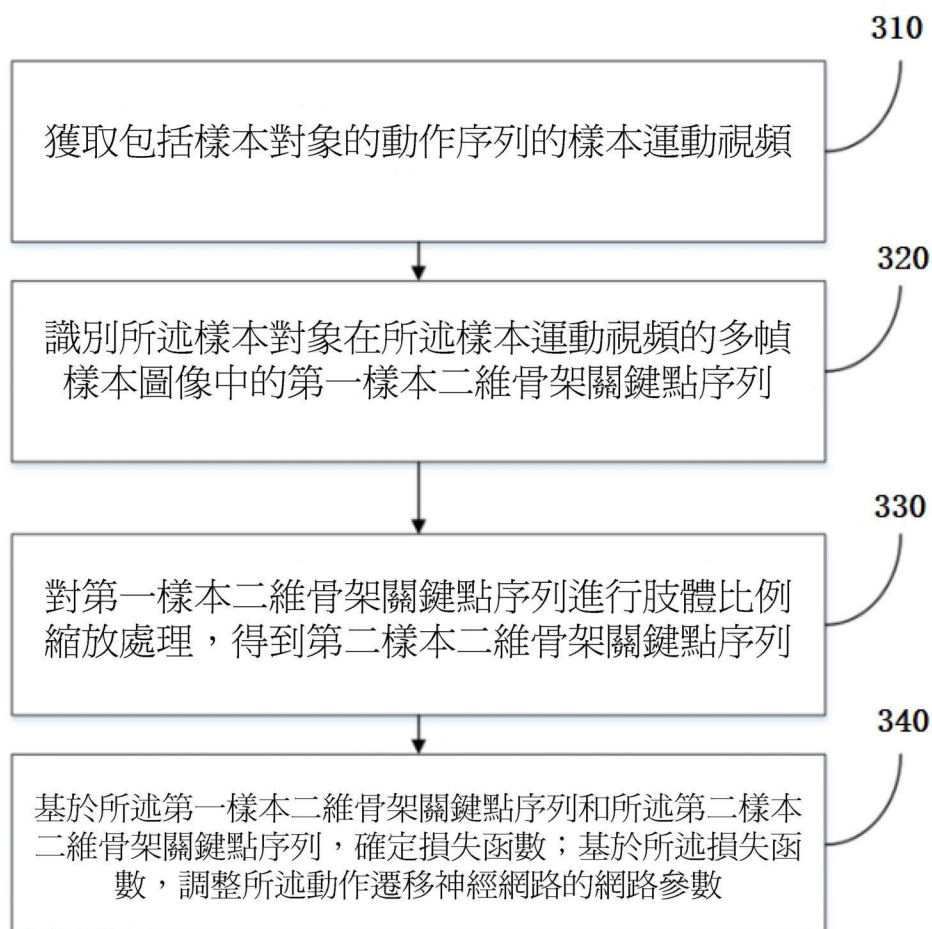 310
獲取包括樣本對象的動作序列的樣本運動視頻
320
識別所述樣本對象在所述樣本運動視頻的多幀
樣本圖像中的第一樣本二維骨架關鍵點序列
330
對第一樣本二維骨架關鍵點序列進行肢體比例
縮放處理，得到第二樣本二維骨架關鍵點序列
340
基於所述第一樣本二維骨架關鍵點序列和所述第二樣本
二維骨架關鍵點序列，確定損失函數；基於所述損失函
數，調整所述動作遷移神經網路的網路參數